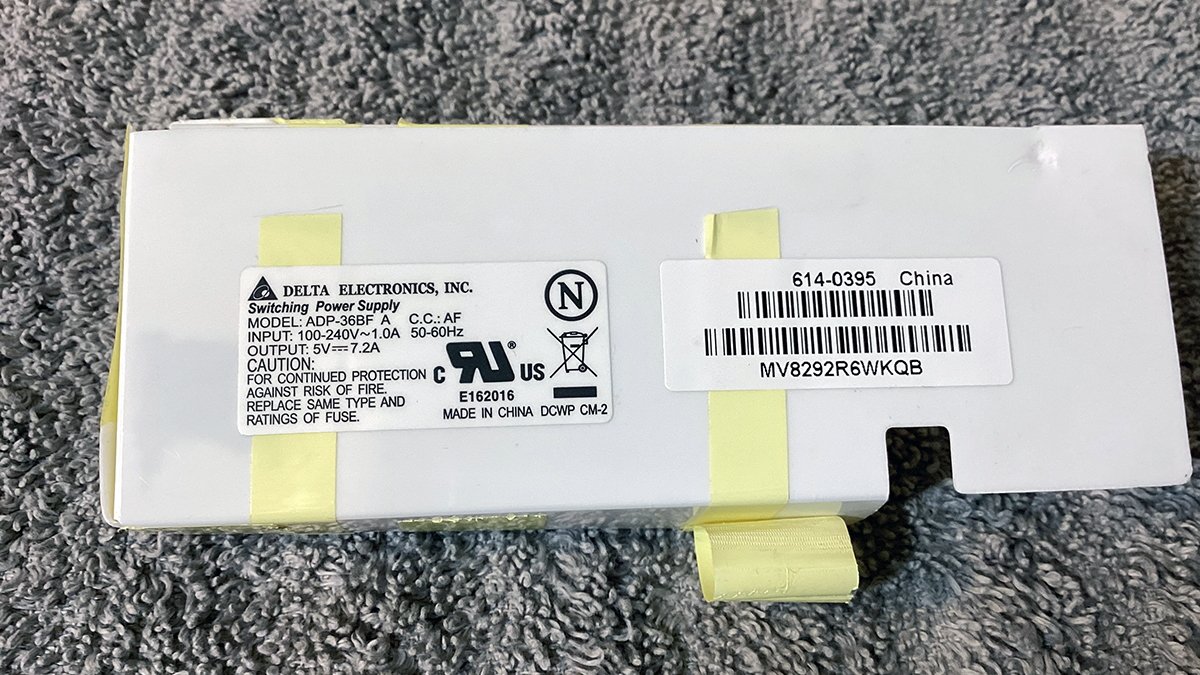 DELTA ELECTRONICS, INC.
Switching Power Supply
MODEL: ADP-36BF A C.C.: AF
INPUT: 100-240V~1.0A 50-60Hz
OUTPUT: 5V⎓7.2A
CAUTION:
FOR CONTINUED PROTECTION
AGAINST RISK OF FIRE.
REPLACE SAME TYPE AND
RATINGS OF FUSE.
N
C RU® US
E162016
MADE IN CHINA DCWP CM-2
614-0395 China
MV8292R6WKQB